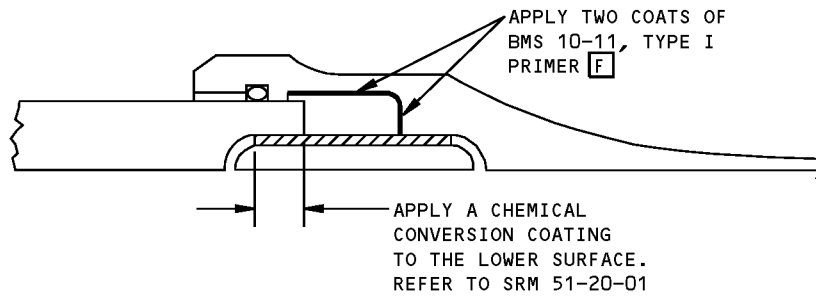 APPLY TWO COATS OF
BMS 10-11, TYPE I
PRIMER F
APPLY A CHEMICAL
CONVERSION COATING
TO THE LOWER SURFACE.
REFER TO SRM 51-20-01